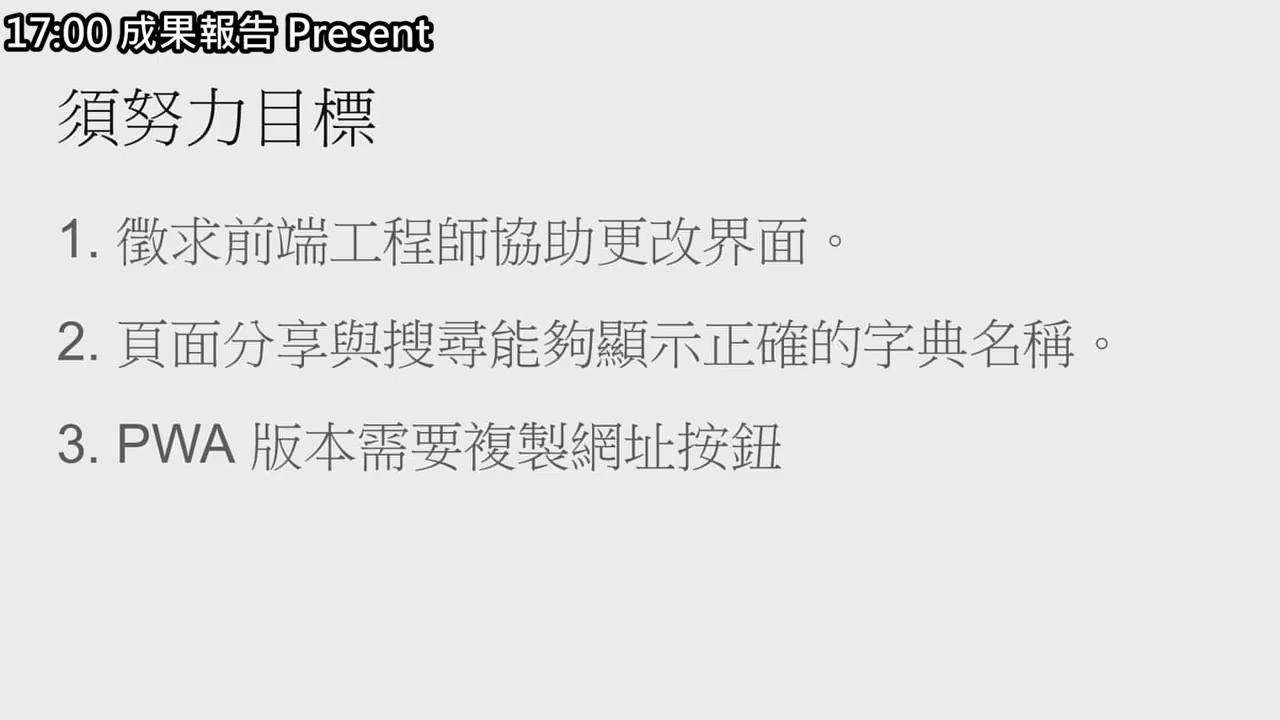 17:00 成果報告 Present
須努力目標
1. 徵求前端工程師協助更改界面。
2. 頁面分享與搜尋能夠顯示正確的字典名稱。
3. PWA 版本需要複製網址按鈕